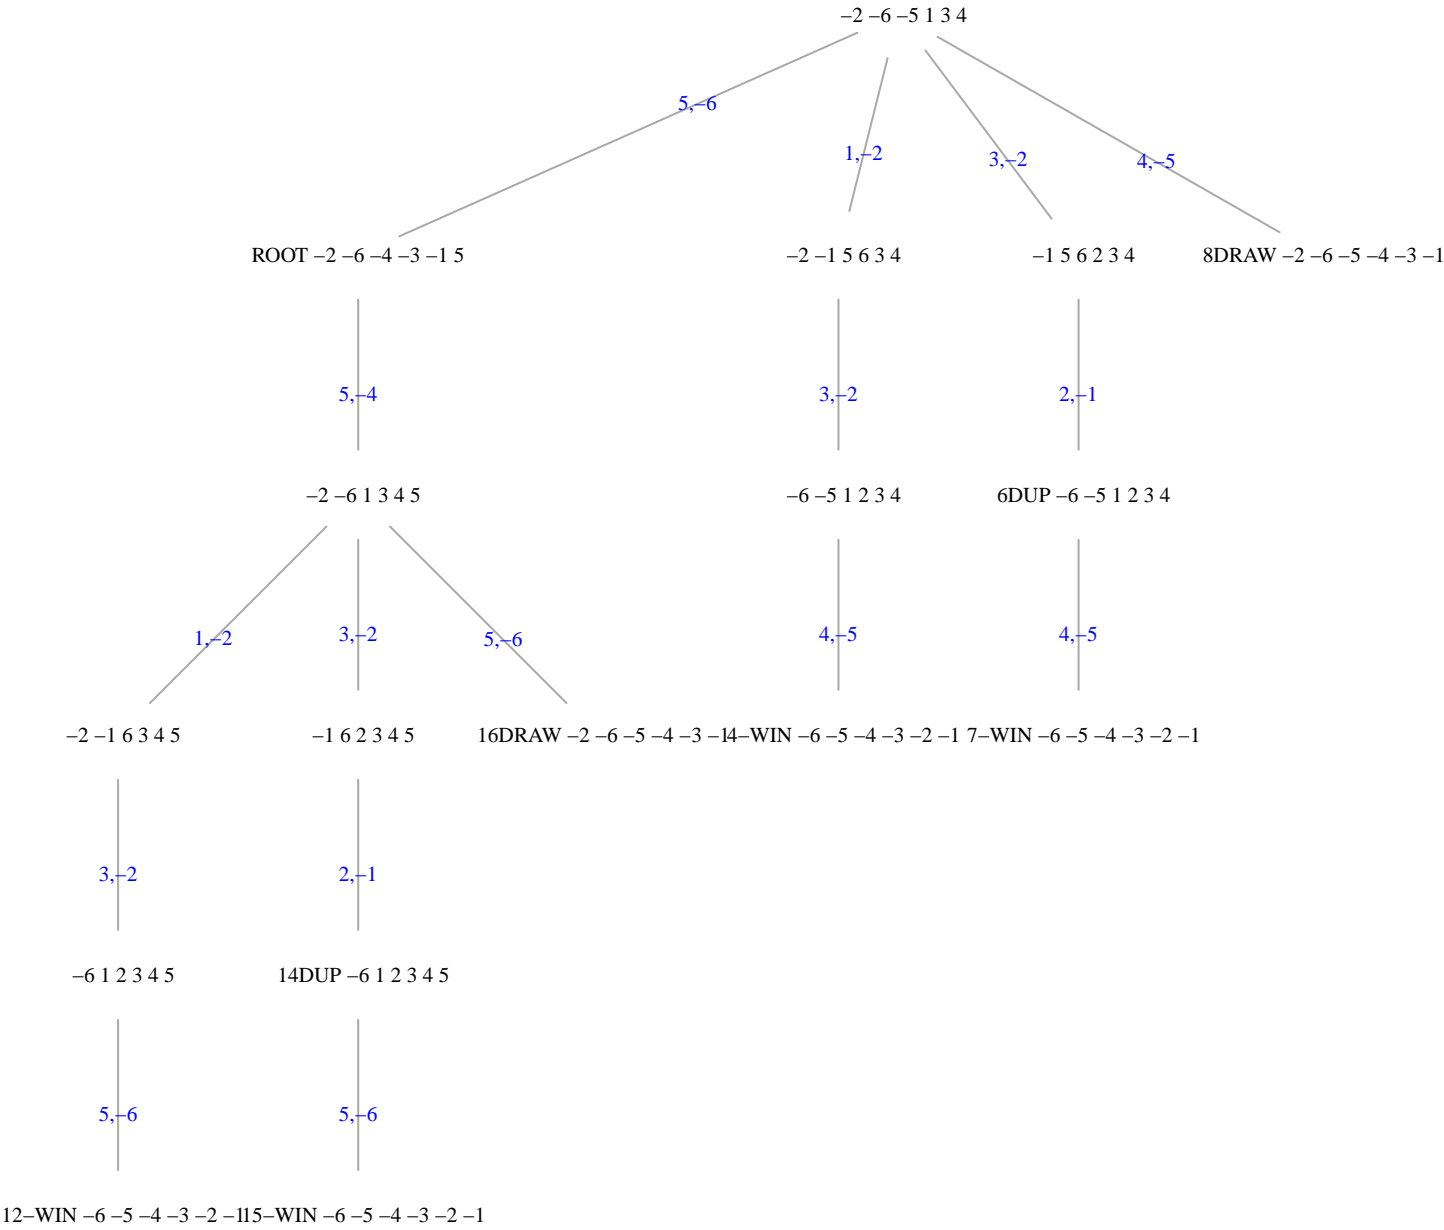 −2 −6 −5 1 3 4
5,−6
1,−2
3,−2
4,−5
ROOT −2 −6 −4 −3 −1 5
−2 −1 5 6 3 4
−1 5 6 2 3 4
8DRAW −2 −6 −5 −4 −3 −1
5,−4
3,−2
2,−1
−2 −6 1 3 4 5
−6 −5 1 2 3 4
6DUP −6 −5 1 2 3 4
1,−2
3,−2
5,−6
4,−5
4,−5
−2 −1 6 3 4 5
−1 6 2 3 4 5
16DRAW −2 −6 −5 −4 −3 −1
4−WIN −6 −5 −4 −3 −2 −1
7−WIN −6 −5 −4 −3 −2 −1
3,−2
2,−1
−6 1 2 3 4 5
14DUP −6 1 2 3 4 5
5,−6
5,−6
12−WIN −6 −5 −4 −3 −2 −1
15−WIN −6 −5 −4 −3 −2 −1